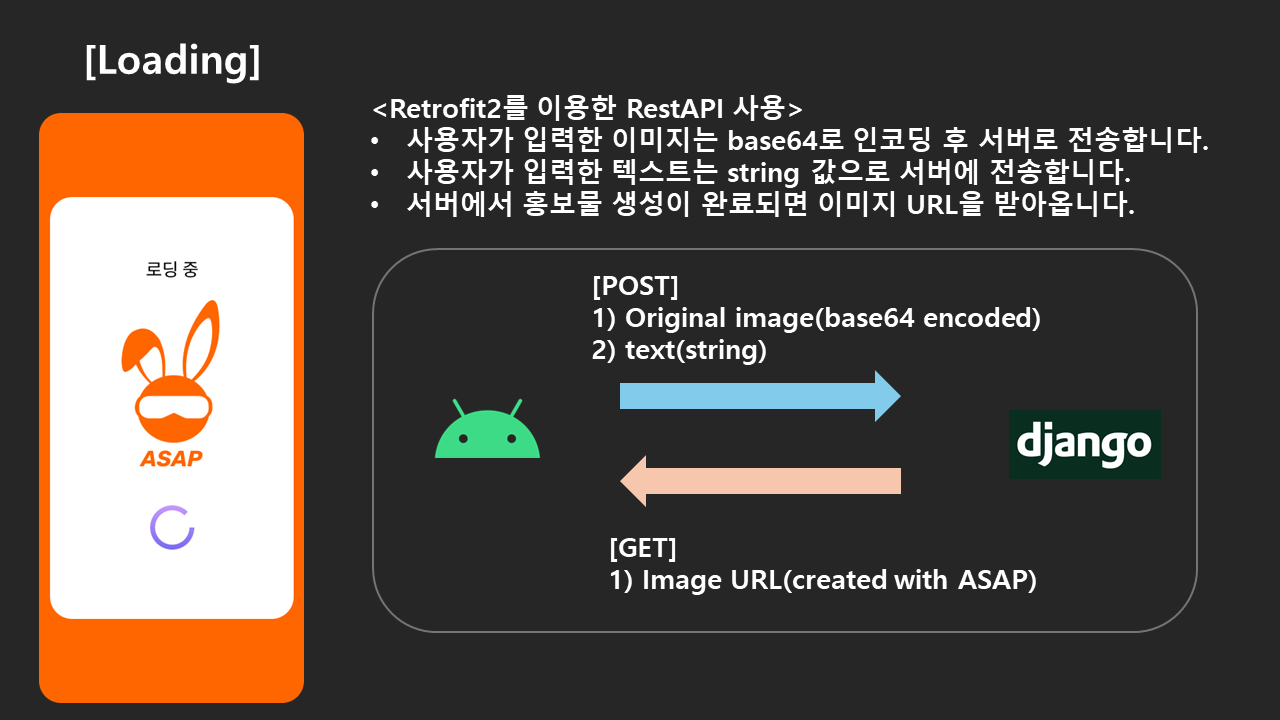 [Loading]
<Retrofit2를 이용한 RestAPI 사용>
• 사용자가 입력한 이미지는 base64로 인코딩 후 서버로 전송합니다.
• 사용자가 입력한 텍스트는 string 값으로 서버에 전송합니다.
• 서버에서 홍보물 생성이 완료되면 이미지 URL을 받아옵니다.
로딩 중
ASAP
[POST]
1) Original image(base64 encoded)
2) text(string)
django
[GET]
1) Image URL(created with ASAP)